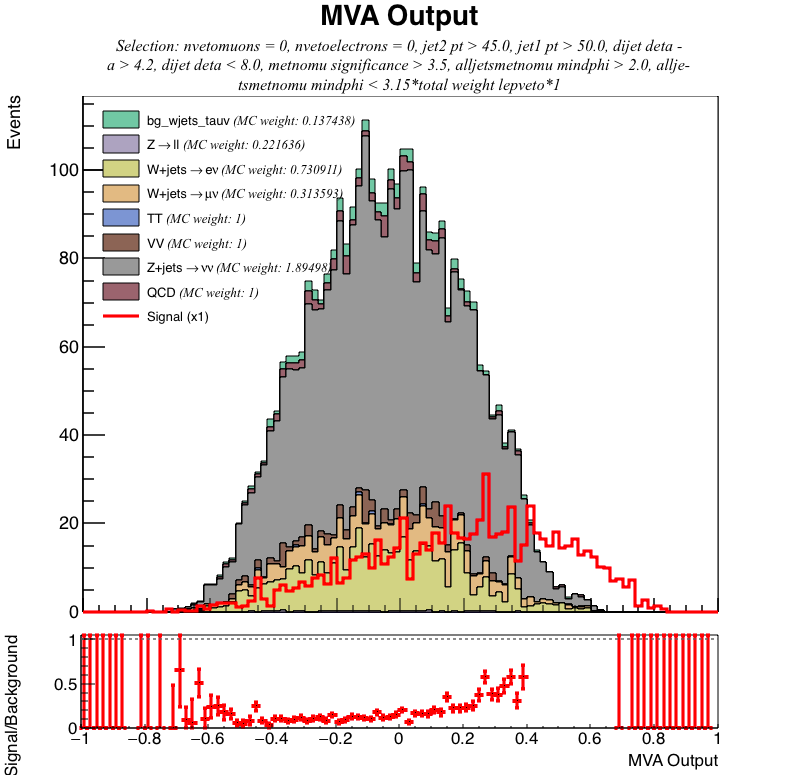 MVA Output
Selection: nvetomuons = 0, nvetoelectrons = 0, jet2 pt > 45.0, jet1 pt > 50.0, dijet deta -
a > 4.2, dijet deta < 8.0, metnomu significance > 3.5, alljetsmetnomu mindphi > 2.0, allje-
tsmetnomu mindphi < 3.15*total weight lepveto*1
Events
bg_wjets_tauv (MC weight: 0.137438)
Z→ll (MC weight: 0.221636)
W+jets→eν (MC weight: 0.730911)
W+jets→μν (MC weight: 0.313593)
TT (MC weight: 1)
VV (MC weight: 1)
Z+jets→νν (MC weight: 1.89498)
QCD (MC weight: 1)
Signal (x1)
100
80
60
40
20
0
Signal/Background
1
0.5
0
−1 −0.8 −0.6 −0.4 −0.2 0 0.2 0.4 0.6 0.8 1
MVA Output